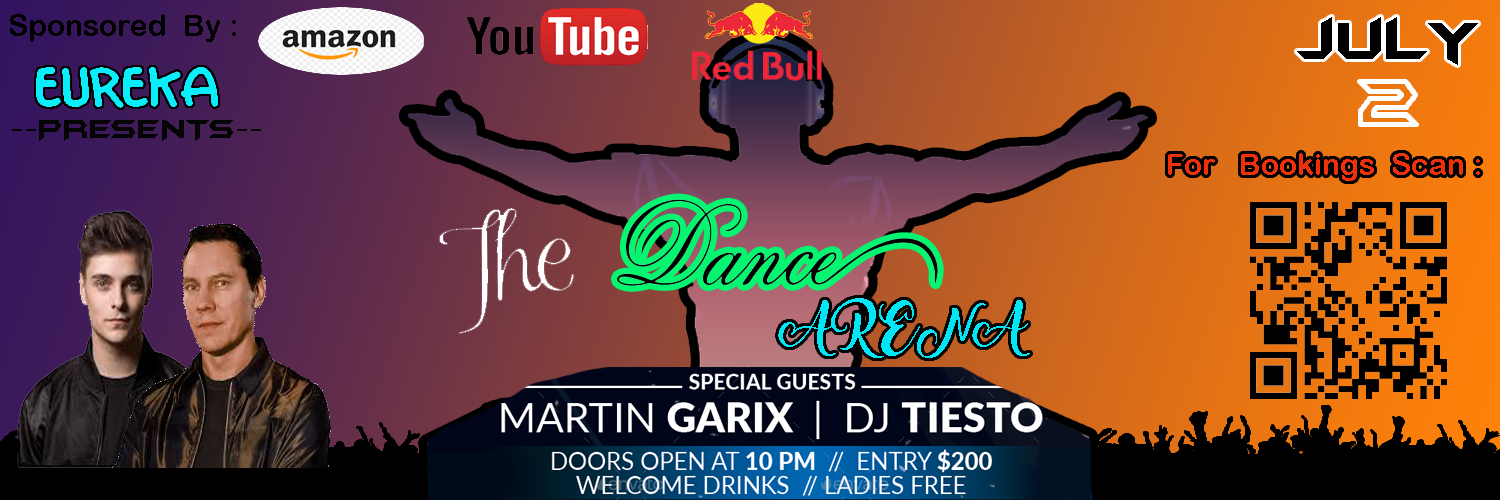 Sponsored By :
amazon
YouTube
Red Bull
EUREKA
--PRESENTS--
JULY
2
For Bookings Scan :
The Dance
ARENA
SPECIAL GUESTS
MARTIN GARIX | DJ TIESTO
DOORS OPEN AT 10 PM // ENTRY $200
WELCOME DRINKS // LADIES FREE